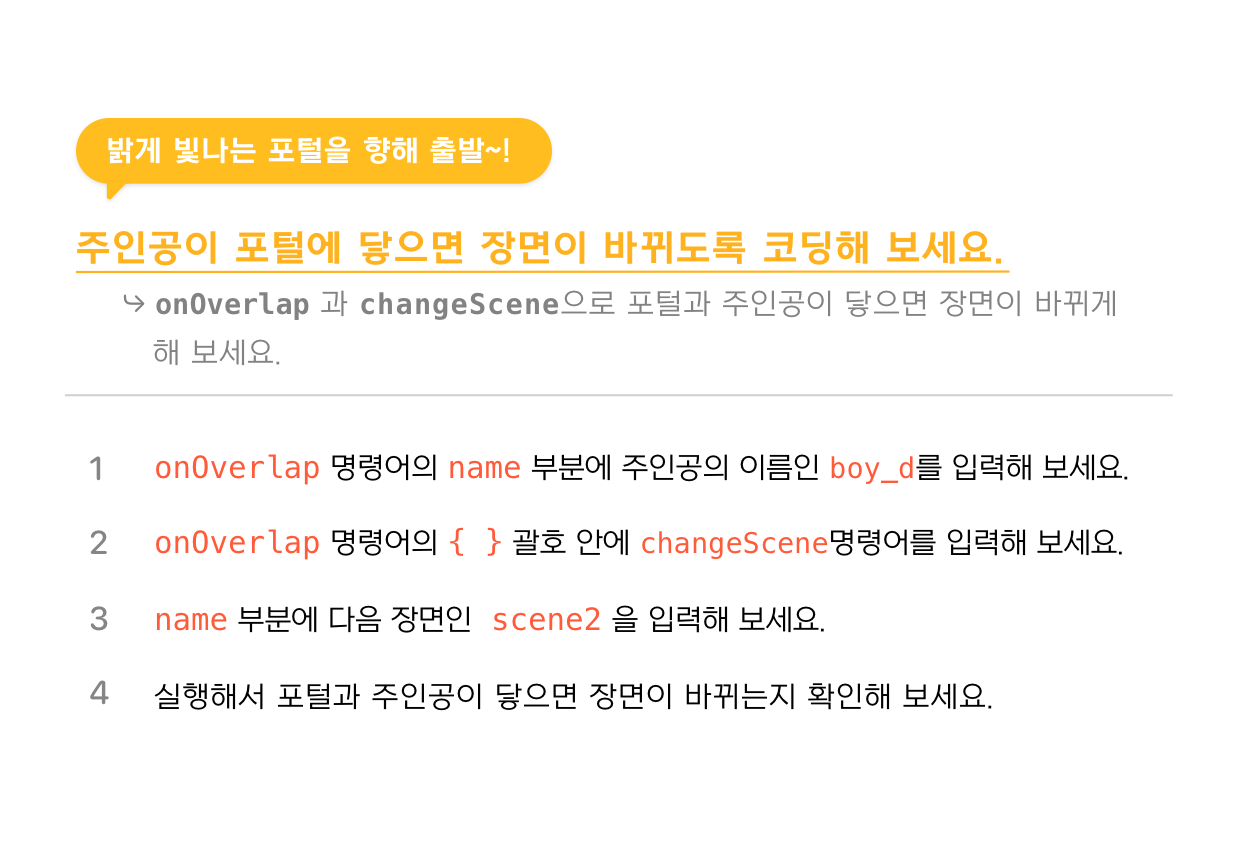 밝게 빛나는 포털을 향해 출발~!
주인공이 포털에 닿으면 장면이 바뀌도록 코딩해 보세요.
↪ onOverlap 과 changeScene으로 포털과 주인공이 닿으면 장면이 바뀌게
해 보세요.
1 onOverlap 명령어의 name 부분에 주인공의 이름인 boy_d를 입력해 보세요.
2 onOverlap 명령어의 { } 괄호 안에 changeScene명령어를 입력해 보세요.
3 name 부분에 다음 장면인 scene2 을 입력해 보세요.
4 실행해서 포털과 주인공이 닿으면 장면이 바뀌는지 확인해 보세요.